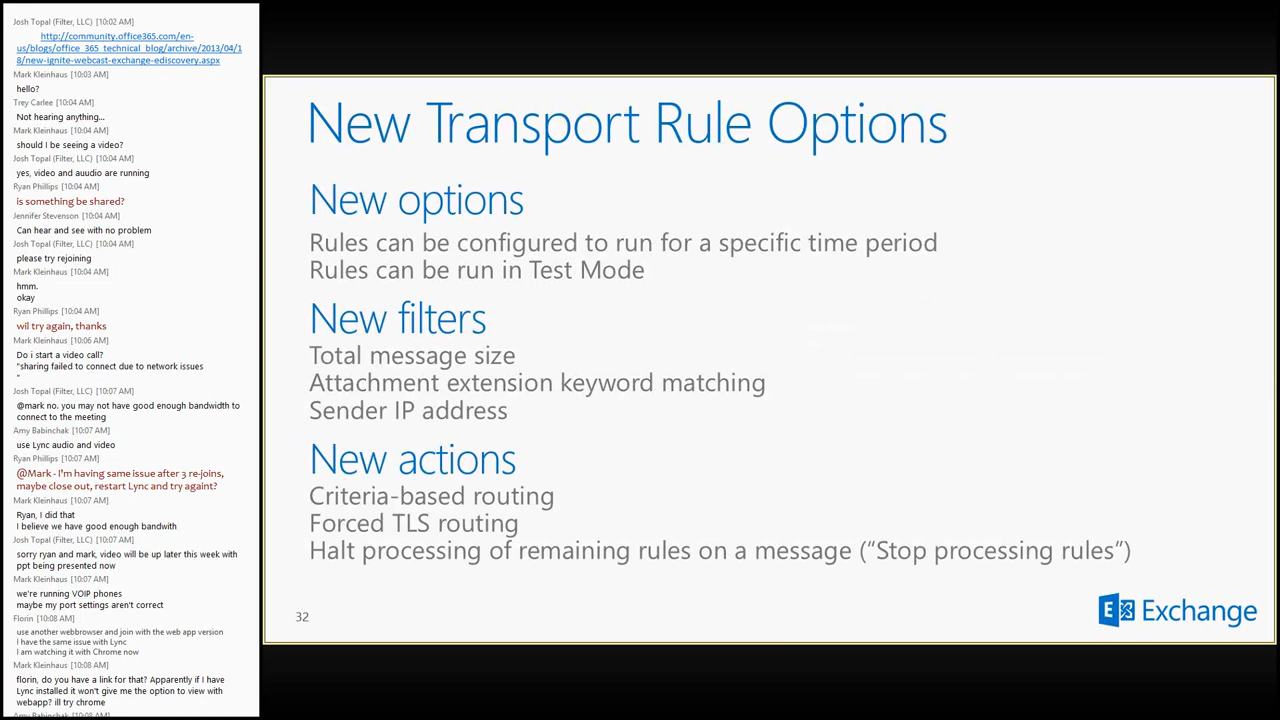 Josh Topal (Filter, LLC) [10:02 AM]
http://community.office365.com/en-
us/blogs/office_365_technical_blog/archive/2013/04/1
8/new-ignite-webcast-exchange-ediscovery.aspx
Mark Kleinhaus [10:03 AM]
hello?
Trey Carlee [10:04 AM]
Not hearing anything...
Mark Kleinhaus [10:04 AM]
should I be seeing a video?
Josh Topal (Filter, LLC) [10:04 AM]
yes, video and auudio are running
Ryan Phillips [10:04 AM]
is something be shared?
Jennifer Stevenson [10:04 AM]
Can hear and see with no problem
Josh Topal (Filter, LLC) [10:04 AM]
please try rejoining
Mark Kleinhaus [10:04 AM]
hmm.
okay
Ryan Phillips [10:04 AM]
wil try again, thanks
Mark Kleinhaus [10:06 AM]
Do i start a video call?
"sharing failed to connect due to network issues
"
Josh Topal (Filter, LLC) [10:07 AM]
@mark no. you may not have good enough bandwidth to
connect to the meeting
Amy Babinchak [10:07 AM]
use Lync audio and video
Ryan Phillips [10:07 AM]
@Mark - I'm having same issue after 3 re-joins,
maybe close out, restart Lync and try againt?
Mark Kleinhaus [10:07 AM]
Ryan, I did that
I believe we have good enough bandwith
Josh Topal (Filter, LLC) [10:07 AM]
sorry ryan and mark, video will be up later this week with
ppt being presented now
Mark Kleinhaus [10:07 AM]
we're running VOIP phones
maybe my port settings aren't correct
Florin [10:08 AM]
use another webbrowser and join with the web app version
I have the same issue with Lync
I am watching it with Chrome now
Mark Kleinhaus [10:08 AM]
florin, do you have a link for that? Apparently if I have
Lync installed it won't give me the option to view with
webapp? ill try chrome
Amy Babinchak [10:08 AM]
New Transport Rule Options
New options
Rules can be configured to run for a specific time period
Rules can be run in Test Mode
New filters
Total message size
Attachment extension keyword matching
Sender IP address
New actions
Criteria-based routing
Forced TLS routing
Halt processing of remaining rules on a message (“Stop processing rules”)
32
Exchange